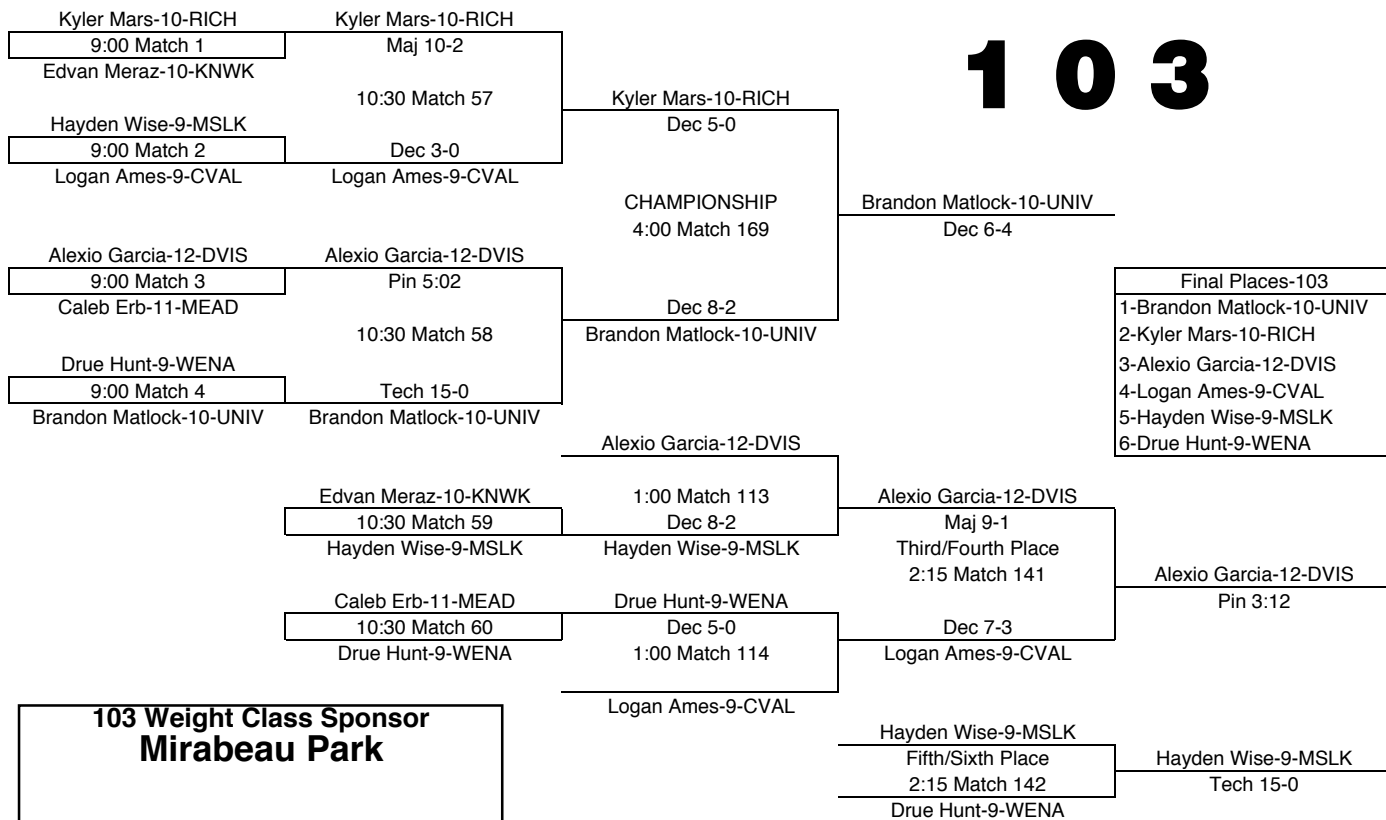 103
Kyler Mars-10-RICH
9:00 Match 1
Edvan Meraz-10-KNWK
Hayden Wise-9-MSLK
9:00 Match 2
Logan Ames-9-CVAL
Alexio Garcia-12-DVIS
9:00 Match 3
Caleb Erb-11-MEAD
Drue Hunt-9-WENA
9:00 Match 4
Brandon Matlock-10-UNIV
Kyler Mars-10-RICH
Maj 10-2
10:30 Match 57
Dec 3-0
Logan Ames-9-CVAL
Alexio Garcia-12-DVIS
Pin 5:02
10:30 Match 58
Tech 15-0
Brandon Matlock-10-UNIV
Kyler Mars-10-RICH
Dec 5-0
CHAMPIONSHIP
4:00 Match 169
Dec 8-2
Brandon Matlock-10-UNIV
Brandon Matlock-10-UNIV
Dec 6-4
Final Places-103
1-Brandon Matlock-10-UNIV
2-Kyler Mars-10-RICH
3-Alexio Garcia-12-DVIS
4-Logan Ames-9-CVAL
5-Hayden Wise-9-MSLK
6-Drue Hunt-9-WENA
Edvan Meraz-10-KNWK
10:30 Match 59
Hayden Wise-9-MSLK
Caleb Erb-11-MEAD
10:30 Match 60
Drue Hunt-9-WENA
Alexio Garcia-12-DVIS
1:00 Match 113
Dec 8-2
Hayden Wise-9-MSLK
Drue Hunt-9-WENA
Dec 5-0
1:00 Match 114
Logan Ames-9-CVAL
Alexio Garcia-12-DVIS
Maj 9-1
Third/Fourth Place
2:15 Match 141
Dec 7-3
Logan Ames-9-CVAL
Alexio Garcia-12-DVIS
Pin 3:12
Hayden Wise-9-MSLK
Fifth/Sixth Place
2:15 Match 142
Drue Hunt-9-WENA
Hayden Wise-9-MSLK
Tech 15-0
103 Weight Class Sponsor
Mirabeau Park